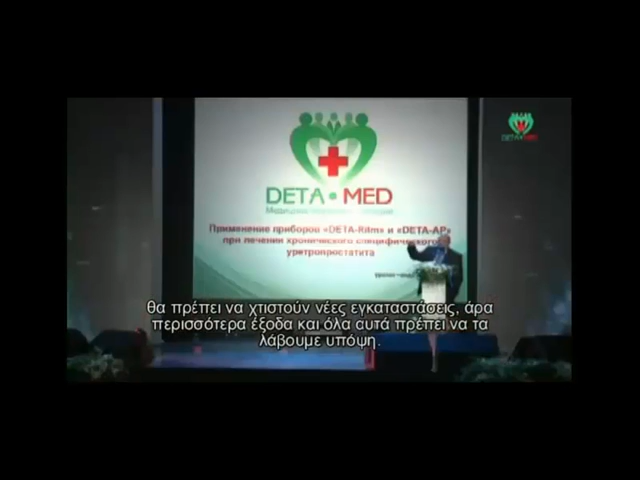 DETA • MED
DETA • MED
Применение приборов «DETA-Ritm» и «DETA-AP»
при лечении хронического специфического
уретропростатита
θα πρέπει να χτιστούν νέες εγκαταστάσεις, άρα
περισσότερα έξοδα και όλα αυτά πρέπει να τα
λάβουμε υπόψη.